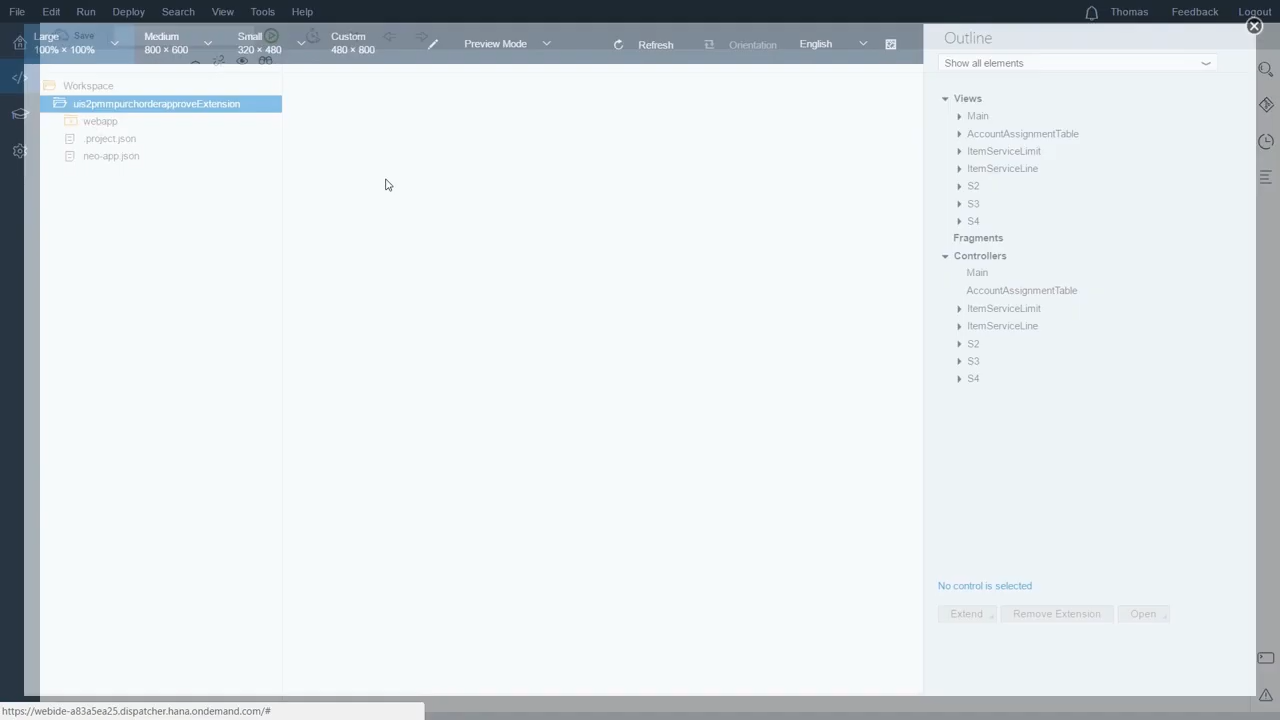 File Edit Run Deploy Search View Tools Help Thomas Feedback Logout
Save
Large
100% × 100%
Medium
800 × 600
Small
320 × 480
Custom
480 × 800
Preview Mode
Refresh
Orientation
English
Outline
Show all elements
Workspace
uis2pmmpurchorderapproveExtension
webapp
.project.json
neo-app.json
Views
Main
AccountAssignmentTable
ItemServiceLimit
ItemServiceLine
S2
S3
S4
Fragments
Controllers
Main
AccountAssignmentTable
ItemServiceLimit
ItemServiceLine
S2
S3
S4
No control is selected
Extend Remove Extension Open
https://webide-a83a5ea25.dispatcher.hana.ondemand.com/#